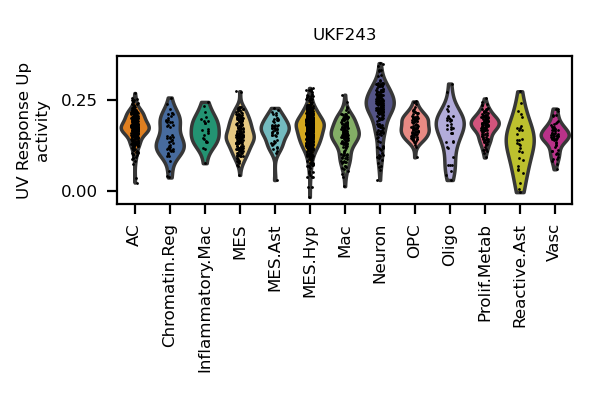 UKF243
UV Response Up
activity
0.25
0.00
AC
Chromatin.Reg
Inflammatory.Mac
MES
MES.Ast
MES.Hyp
Mac
Neuron
OPC
Oligo
Prolif.Metab
Reactive.Ast
Vasc